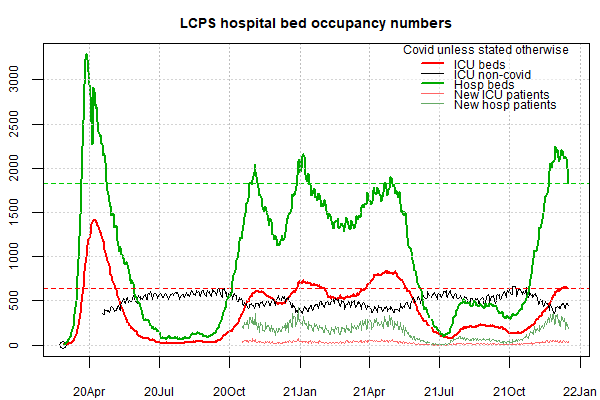 LCPS hospital bed occupancy numbers
Covid unless stated otherwise
ICU beds
ICU non-covid
Hosp beds
New ICU patients
New hosp patients
3000
2500
2000
1500
1000
500
0
20Apr 20Jul 20Oct 21Jan 21Apr 21Jul 21Oct 22Jan